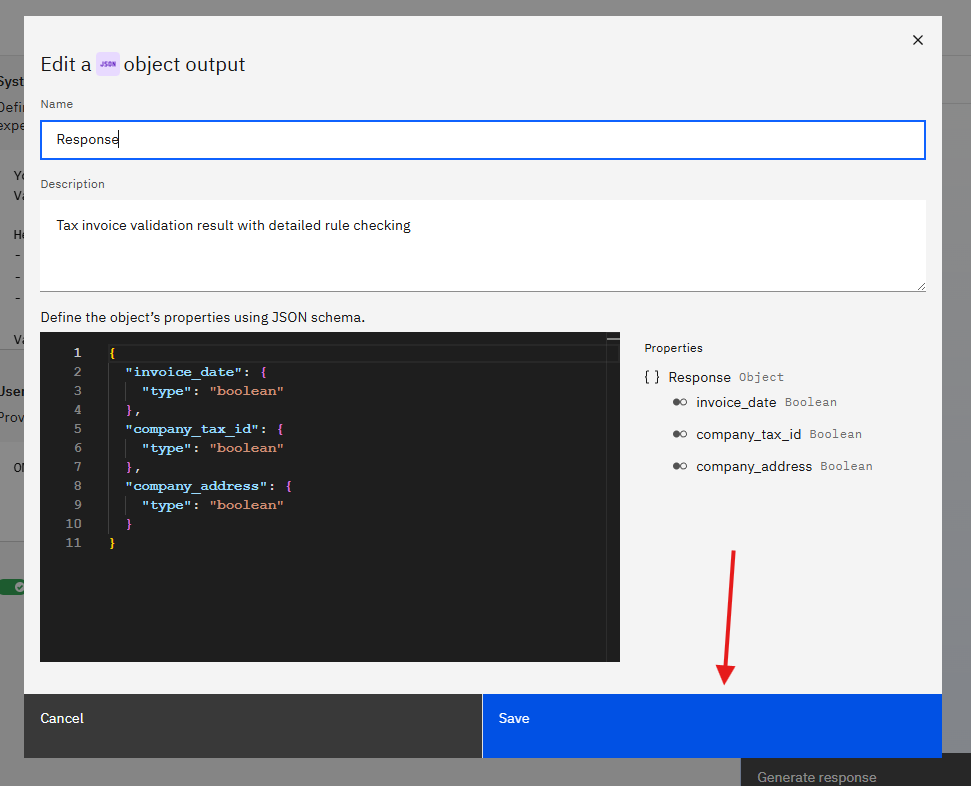 Edit a JSON object output
Name
Response
Description
Tax invoice validation result with detailed rule checking
Define the object's properties using JSON schema.
1 {
2 "invoice_date": {
3 "type": "boolean"
4 },
5 "company_tax_id": {
6 "type": "boolean"
7 },
8 "company_address": {
9 "type": "boolean"
10 }
11 }
Properties
{ } Response Object
invoice_date Boolean
company_tax_id Boolean
company_address Boolean
Cancel
Save
Generate response